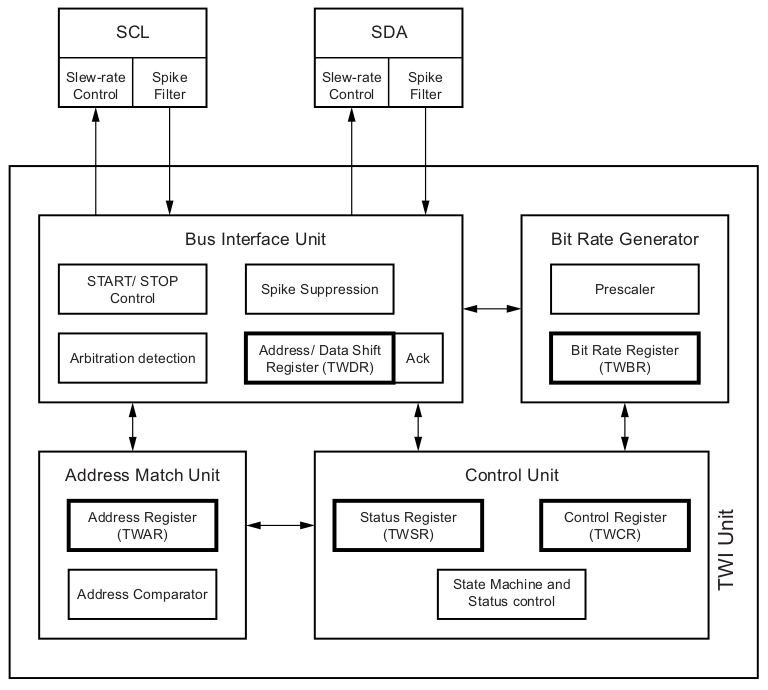 SCL
Slew-rate
Control
Spike
Filter
SDA
Slew-rate
Control
Spike
Filter
Bus Interface Unit
START/ STOP
Control
Spike Suppression
Arbitration detection
Address/ Data Shift
Register (TWDR)
Ack
Bit Rate Generator
Prescaler
Bit Rate Register
(TWBR)
Address Match Unit
Address Register
(TWAR)
Address Comparator
Control Unit
Status Register
(TWSR)
Control Register
(TWCR)
State Machine and
Status control
TWI Unit